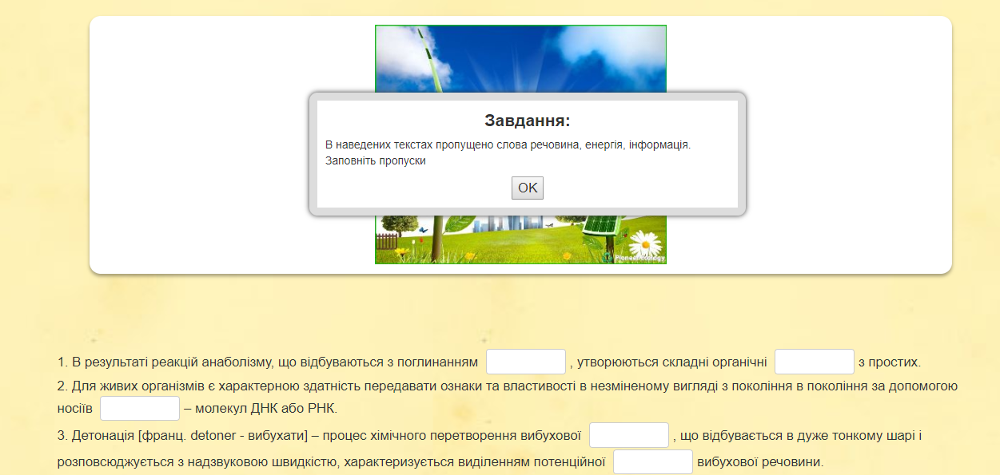 Завдання:
В наведених текстах пропущено слова речовина, енергія, інформація.
Заповніть пропуски
OK
PioneerEcology
1. В результаті реакцій анаболізму, що відбуваються з поглинанням , утворюються складні органічні з простих.
2. Для живих організмів є характерною здатність передавати ознаки та властивості в незміненому вигляді з покоління в покоління за допомогою
носіїв – молекул ДНК або РНК.
3. Детонація [франц. detoner - вибухати] – процес хімічного перетворення вибухової , що відбувається в дуже тонкому шарі і
розповсюджується з надзвуковою швидкістю, характеризується виділенням потенційної вибухової речовини.